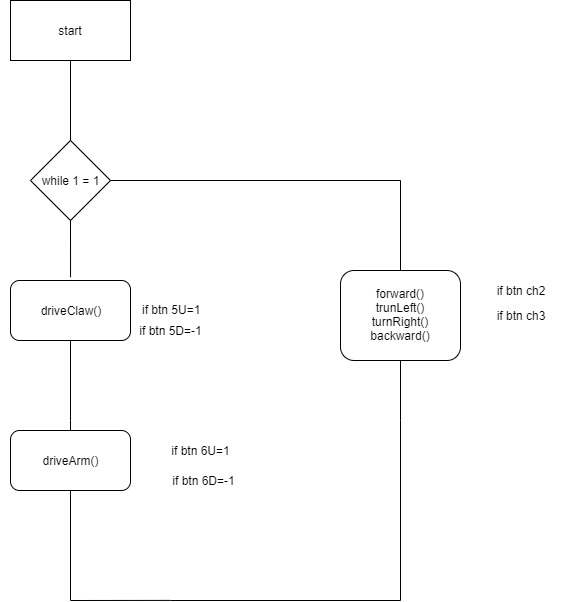 start
while 1 = 1
driveClaw()
if btn 5U=1
if btn 5D=-1
forward()
trunLeft()
turnRight()
backward()
if btn ch2
if btn ch3
driveArm()
if btn 6U=1
if btn 6D=-1